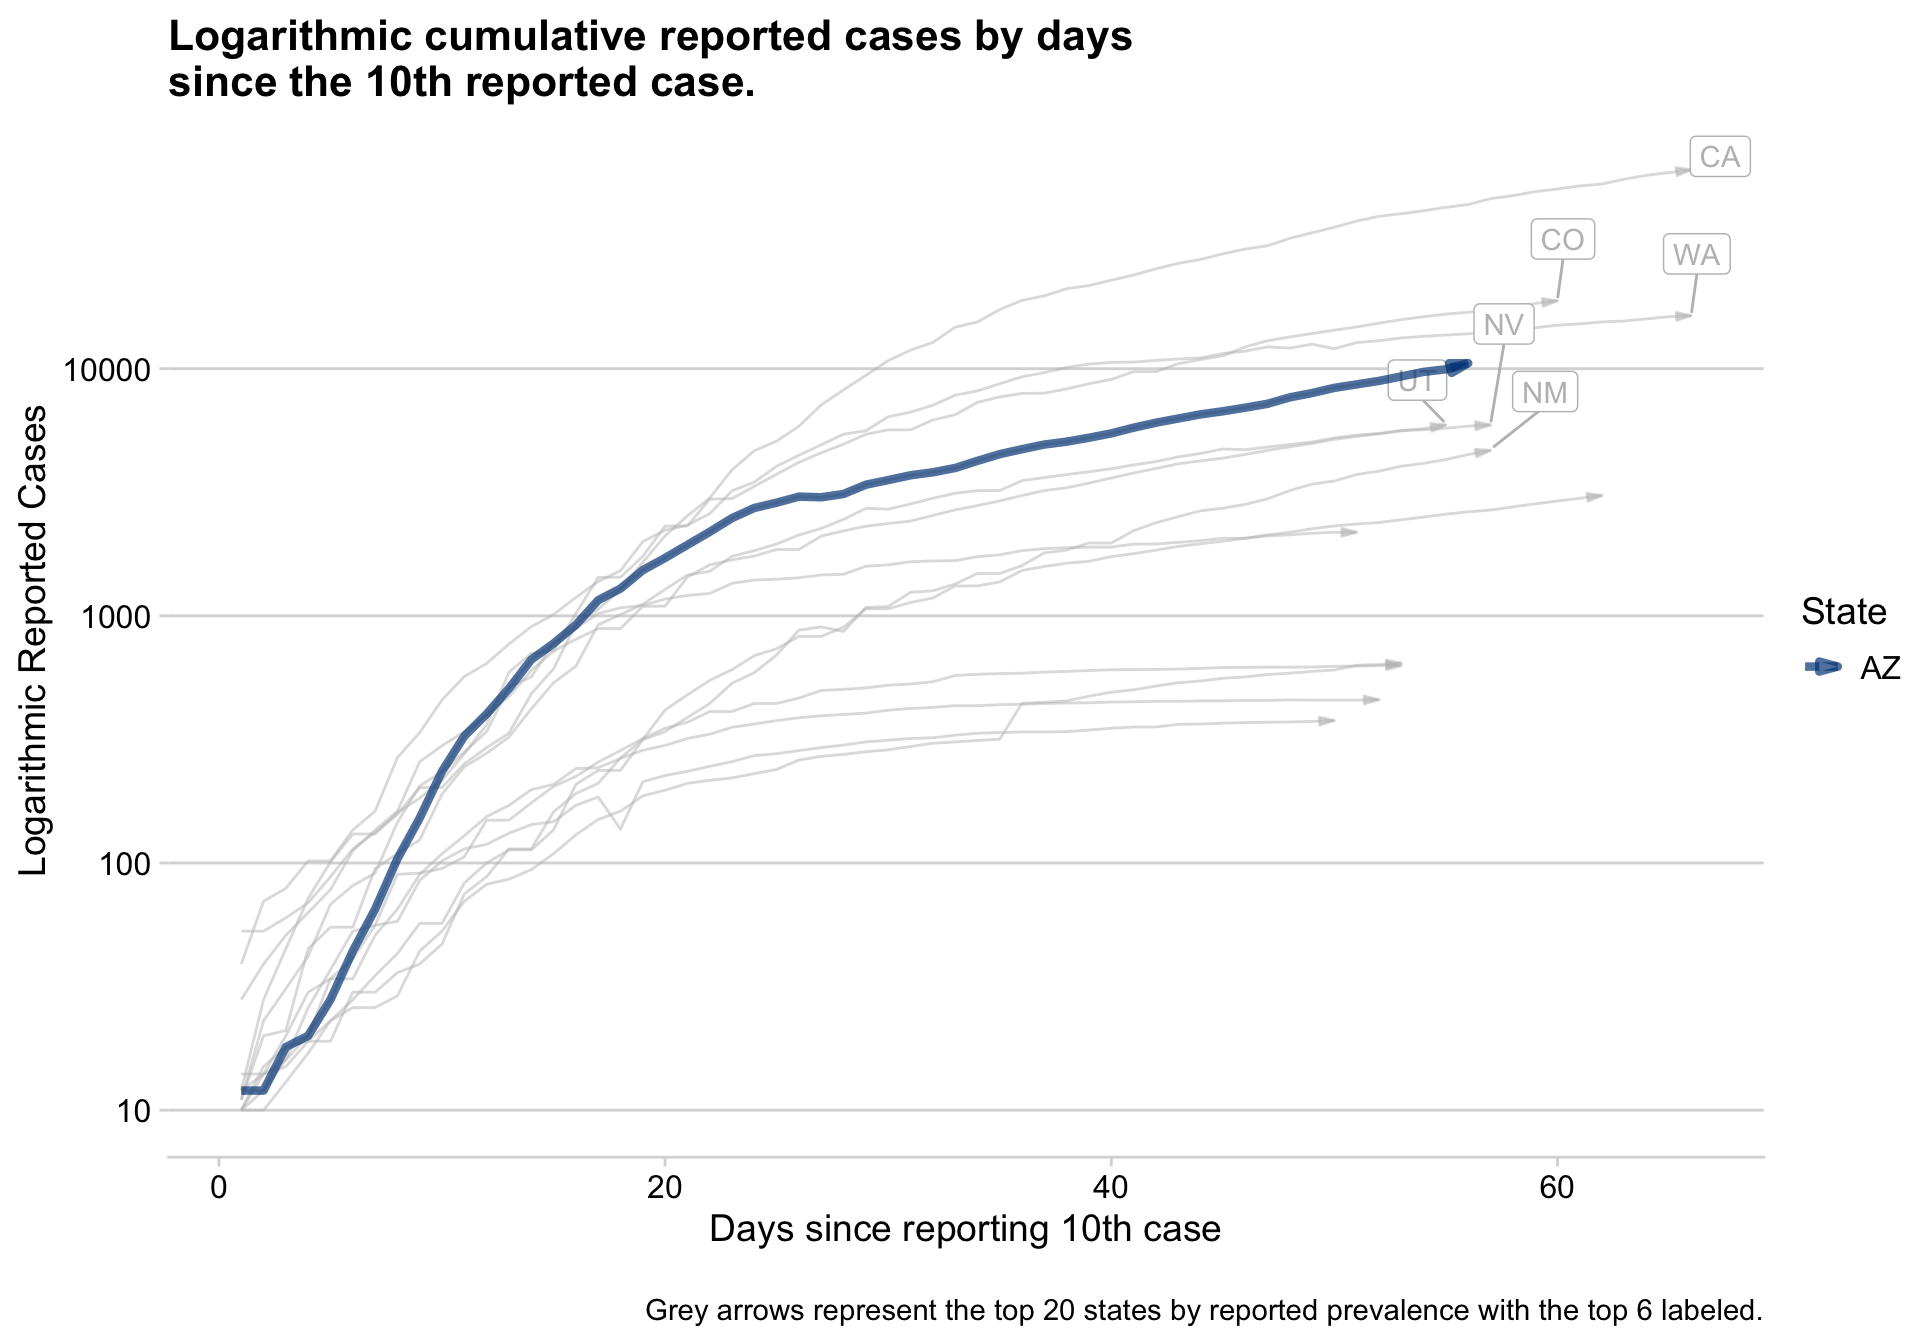 Logarithmic cumulative reported cases by days
since the 10th reported case.
CA
CO
WA
NV
UT
NM
10000
1000
100
10
Logarithmic Reported Cases
State
AZ
0
20
40
60
Days since reporting 10th case
Grey arrows represent the top 20 states by reported prevalence with the top 6 labeled.